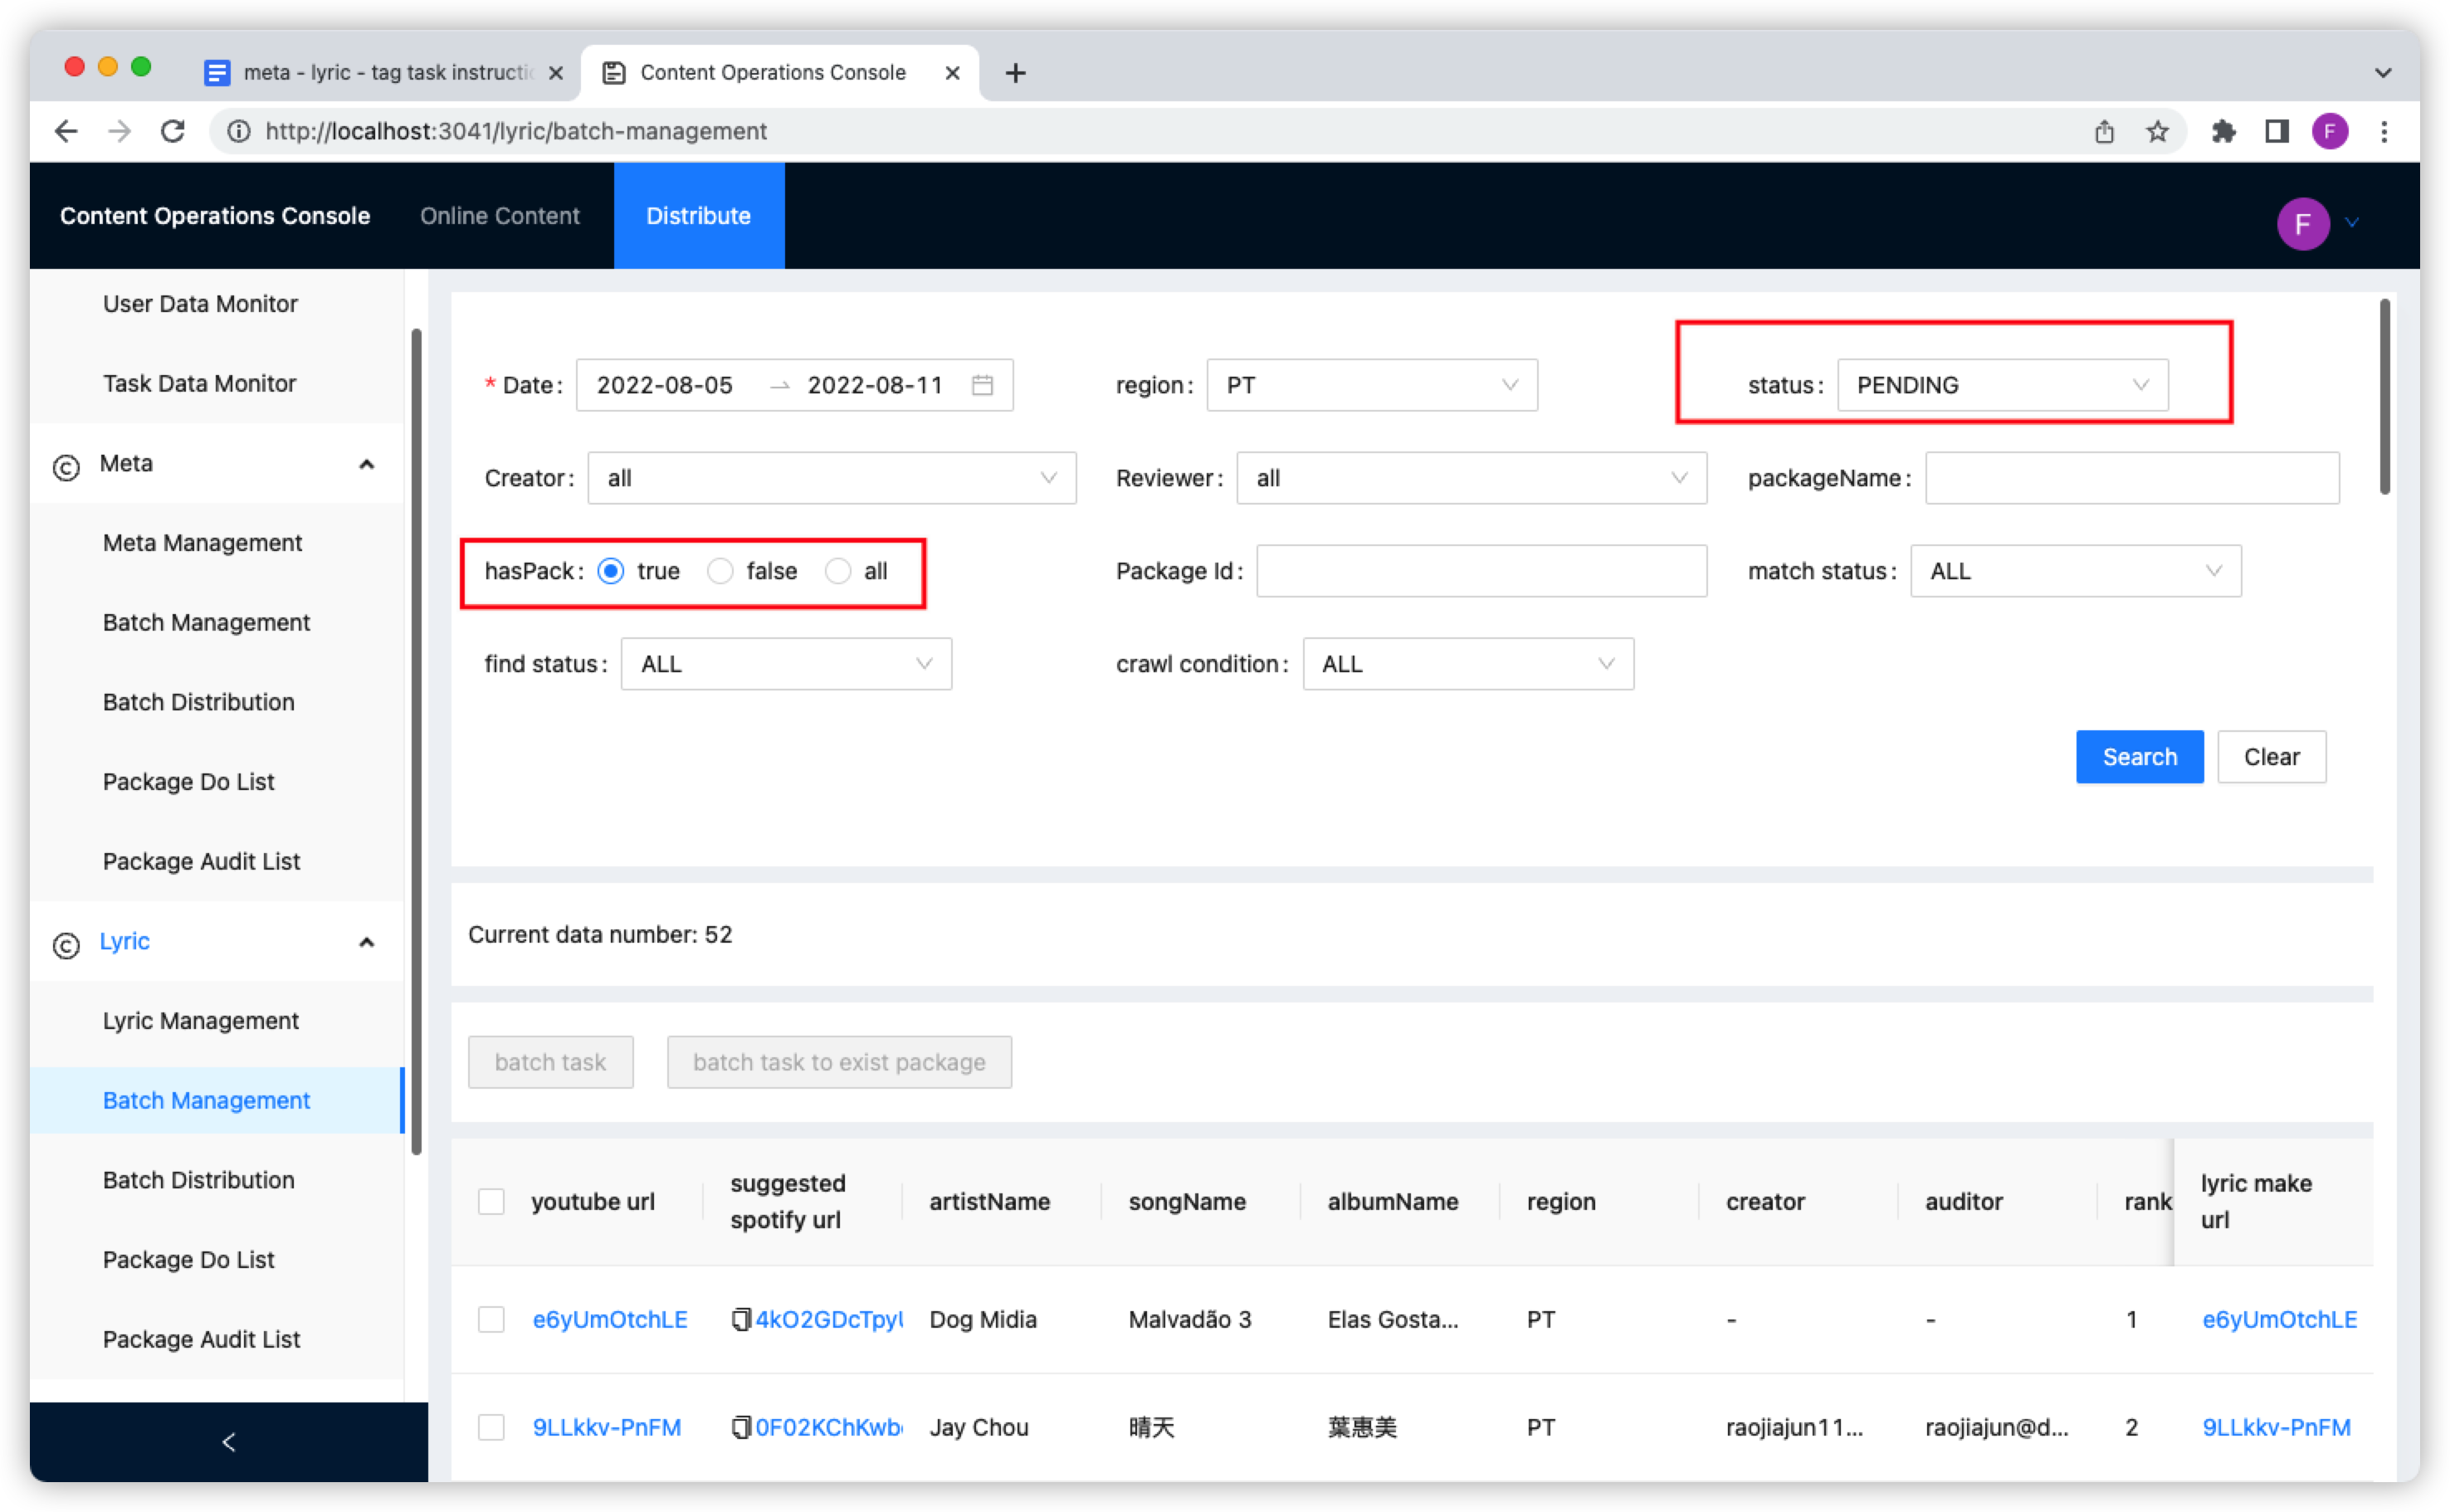 meta - lyric - tag task instructio
Content Operations Console
http://localhost:3041/lyric/batch-management
F
Content Operations Console
Online Content
Distribute
F
User Data Monitor
Task Data Monitor
Meta
Meta Management
Batch Management
Batch Distribution
Package Do List
Package Audit List
Lyric
Lyric Management
Batch Management
Batch Distribution
Package Do List
Package Audit List
* Date: 2022-08-05 → 2022-08-11
region: PT
status: PENDING
Creator: all
Reviewer: all
packageName:
hasPack: true false all
Package Id:
match status: ALL
find status: ALL
crawl condition: ALL
Search
Clear
Current data number: 52
batch task
batch task to exist package
youtube url
suggested spotify url
artistName
songName
albumName
region
creator
auditor
rank
lyric make url
e6yUmOtchLE 4kO2GDcTpy Dog Midia Malvadão 3 Elas Gosta... PT - - 1 e6yUmOtchLE
9LLkkv-PnFM 0F02KChKwb Jay Chou 晴天 葉惠美 PT raojiajun11... raojiajun@d... 2 9LLkkv-PnFM